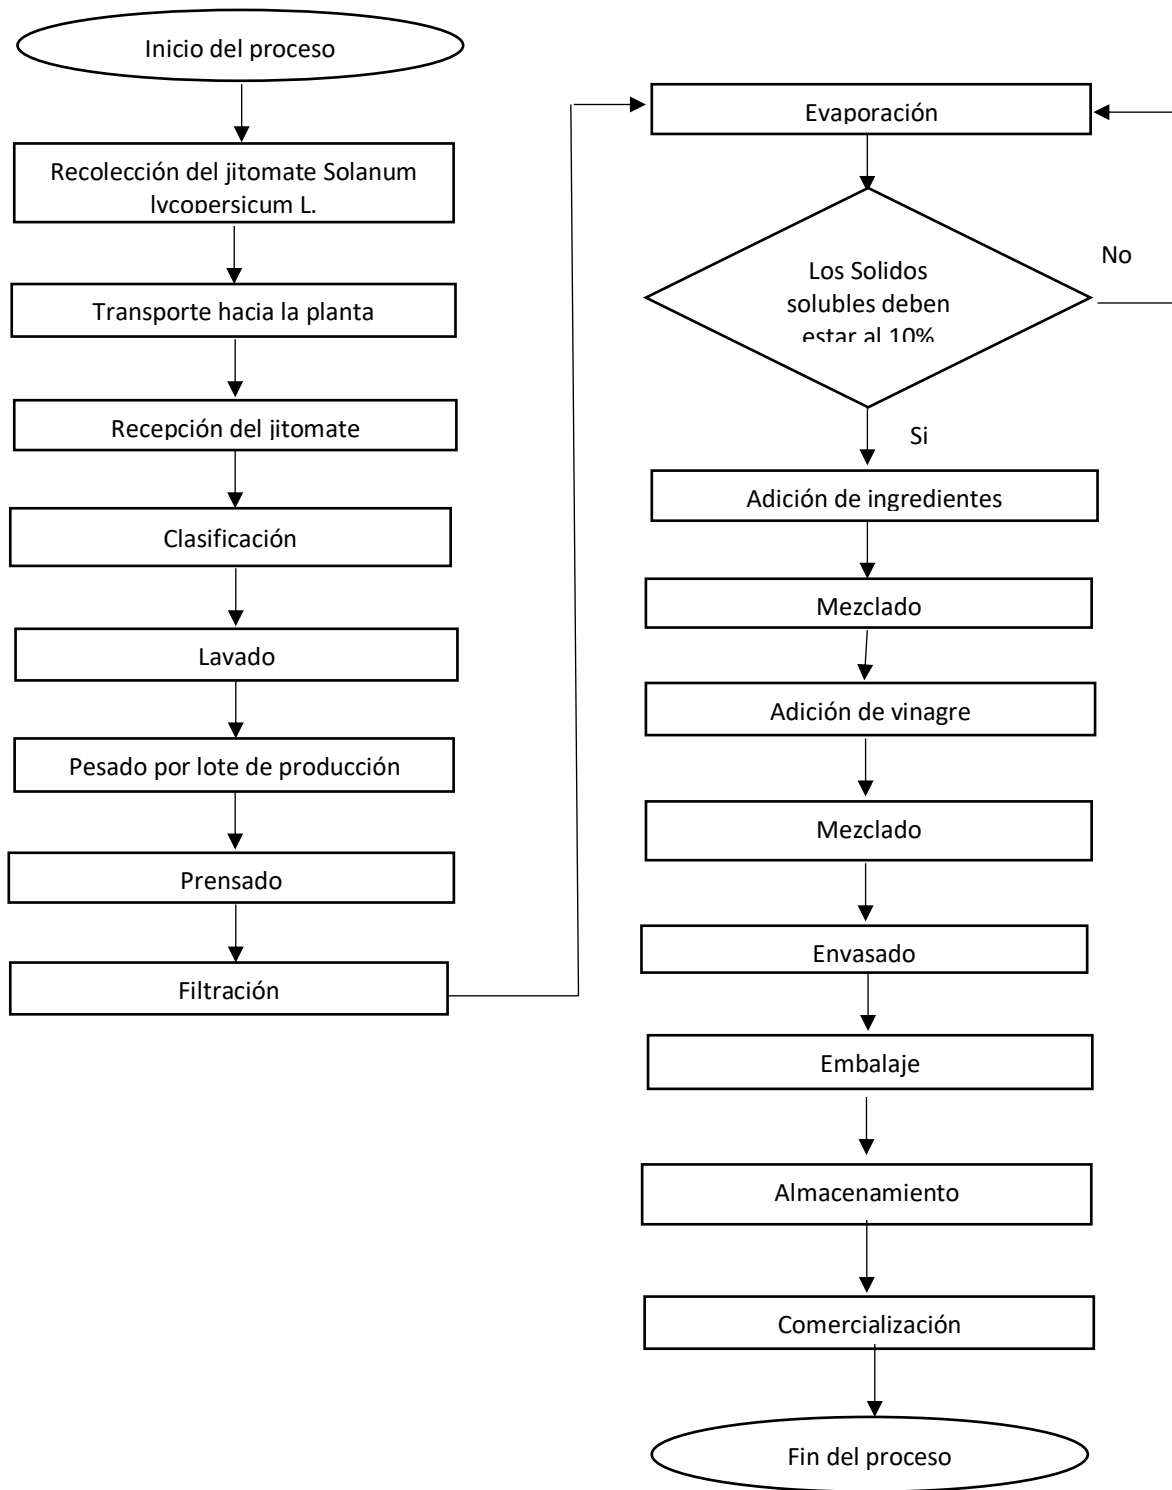 Inicio del proceso
Recolección del jitomate Solanum
lycopersicum L.
Transporte hacia la planta
Recepción del jitomate
Clasificación
Lavado
Pesado por lote de producción
Prensado
Filtración
Evaporación
Los Solidos
solubles deben
estar al 10%
No
Si
Adición de ingredientes
Mezclado
Adición de vinagre
Mezclado
Envasado
Embalaje
Almacenamiento
Comercialización
Fin del proceso